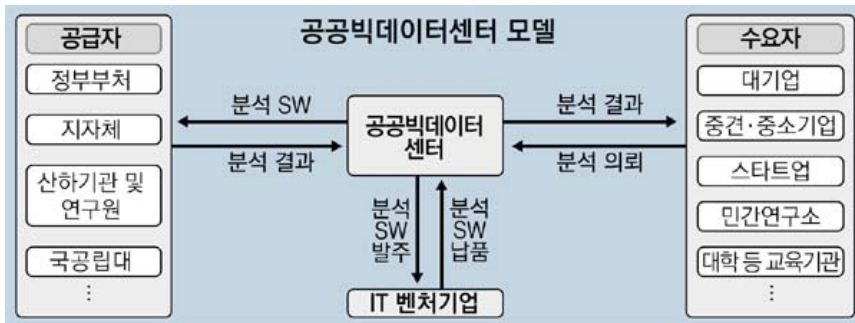 공공빅데이터센터 모델
공급자
정부부처
지자체
산하기관 및
연구원
국공립대
⋮
분석 SW
분석 결과
공공빅데이터
센터
분석 결과
분석 의뢰
분석
SW
발주
분석
SW
납품
IT 벤처기업
수요자
대기업
중견·중소기업
스타트업
민간연구소
대학 등 교육기관
⋮